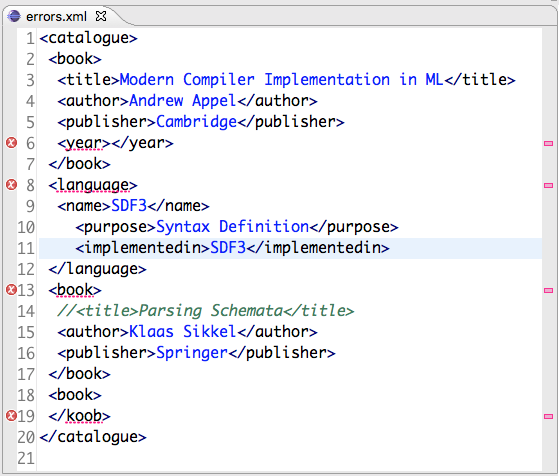 errors.xml
1 <catalogue>
2 <book>
3 <title>Modern Compiler Implementation in ML</title>
4 <author>Andrew Appel</author>
5 <publisher>Cambridge</publisher>
6 <year></year>
7 </book>
8 <language>
9 <name>SDF3</name>
10 <purpose>Syntax Definition</purpose>
11 <implementedin>SDF3</implementedin>
12 </language>
13 <book>
14 //<title>Parsing Schemata</title>
15 <author>Klaas Sikkel</author>
16 <publisher>Springer</publisher>
17 </book>
18 <book>
19 </koob>
20 </catalogue>
21